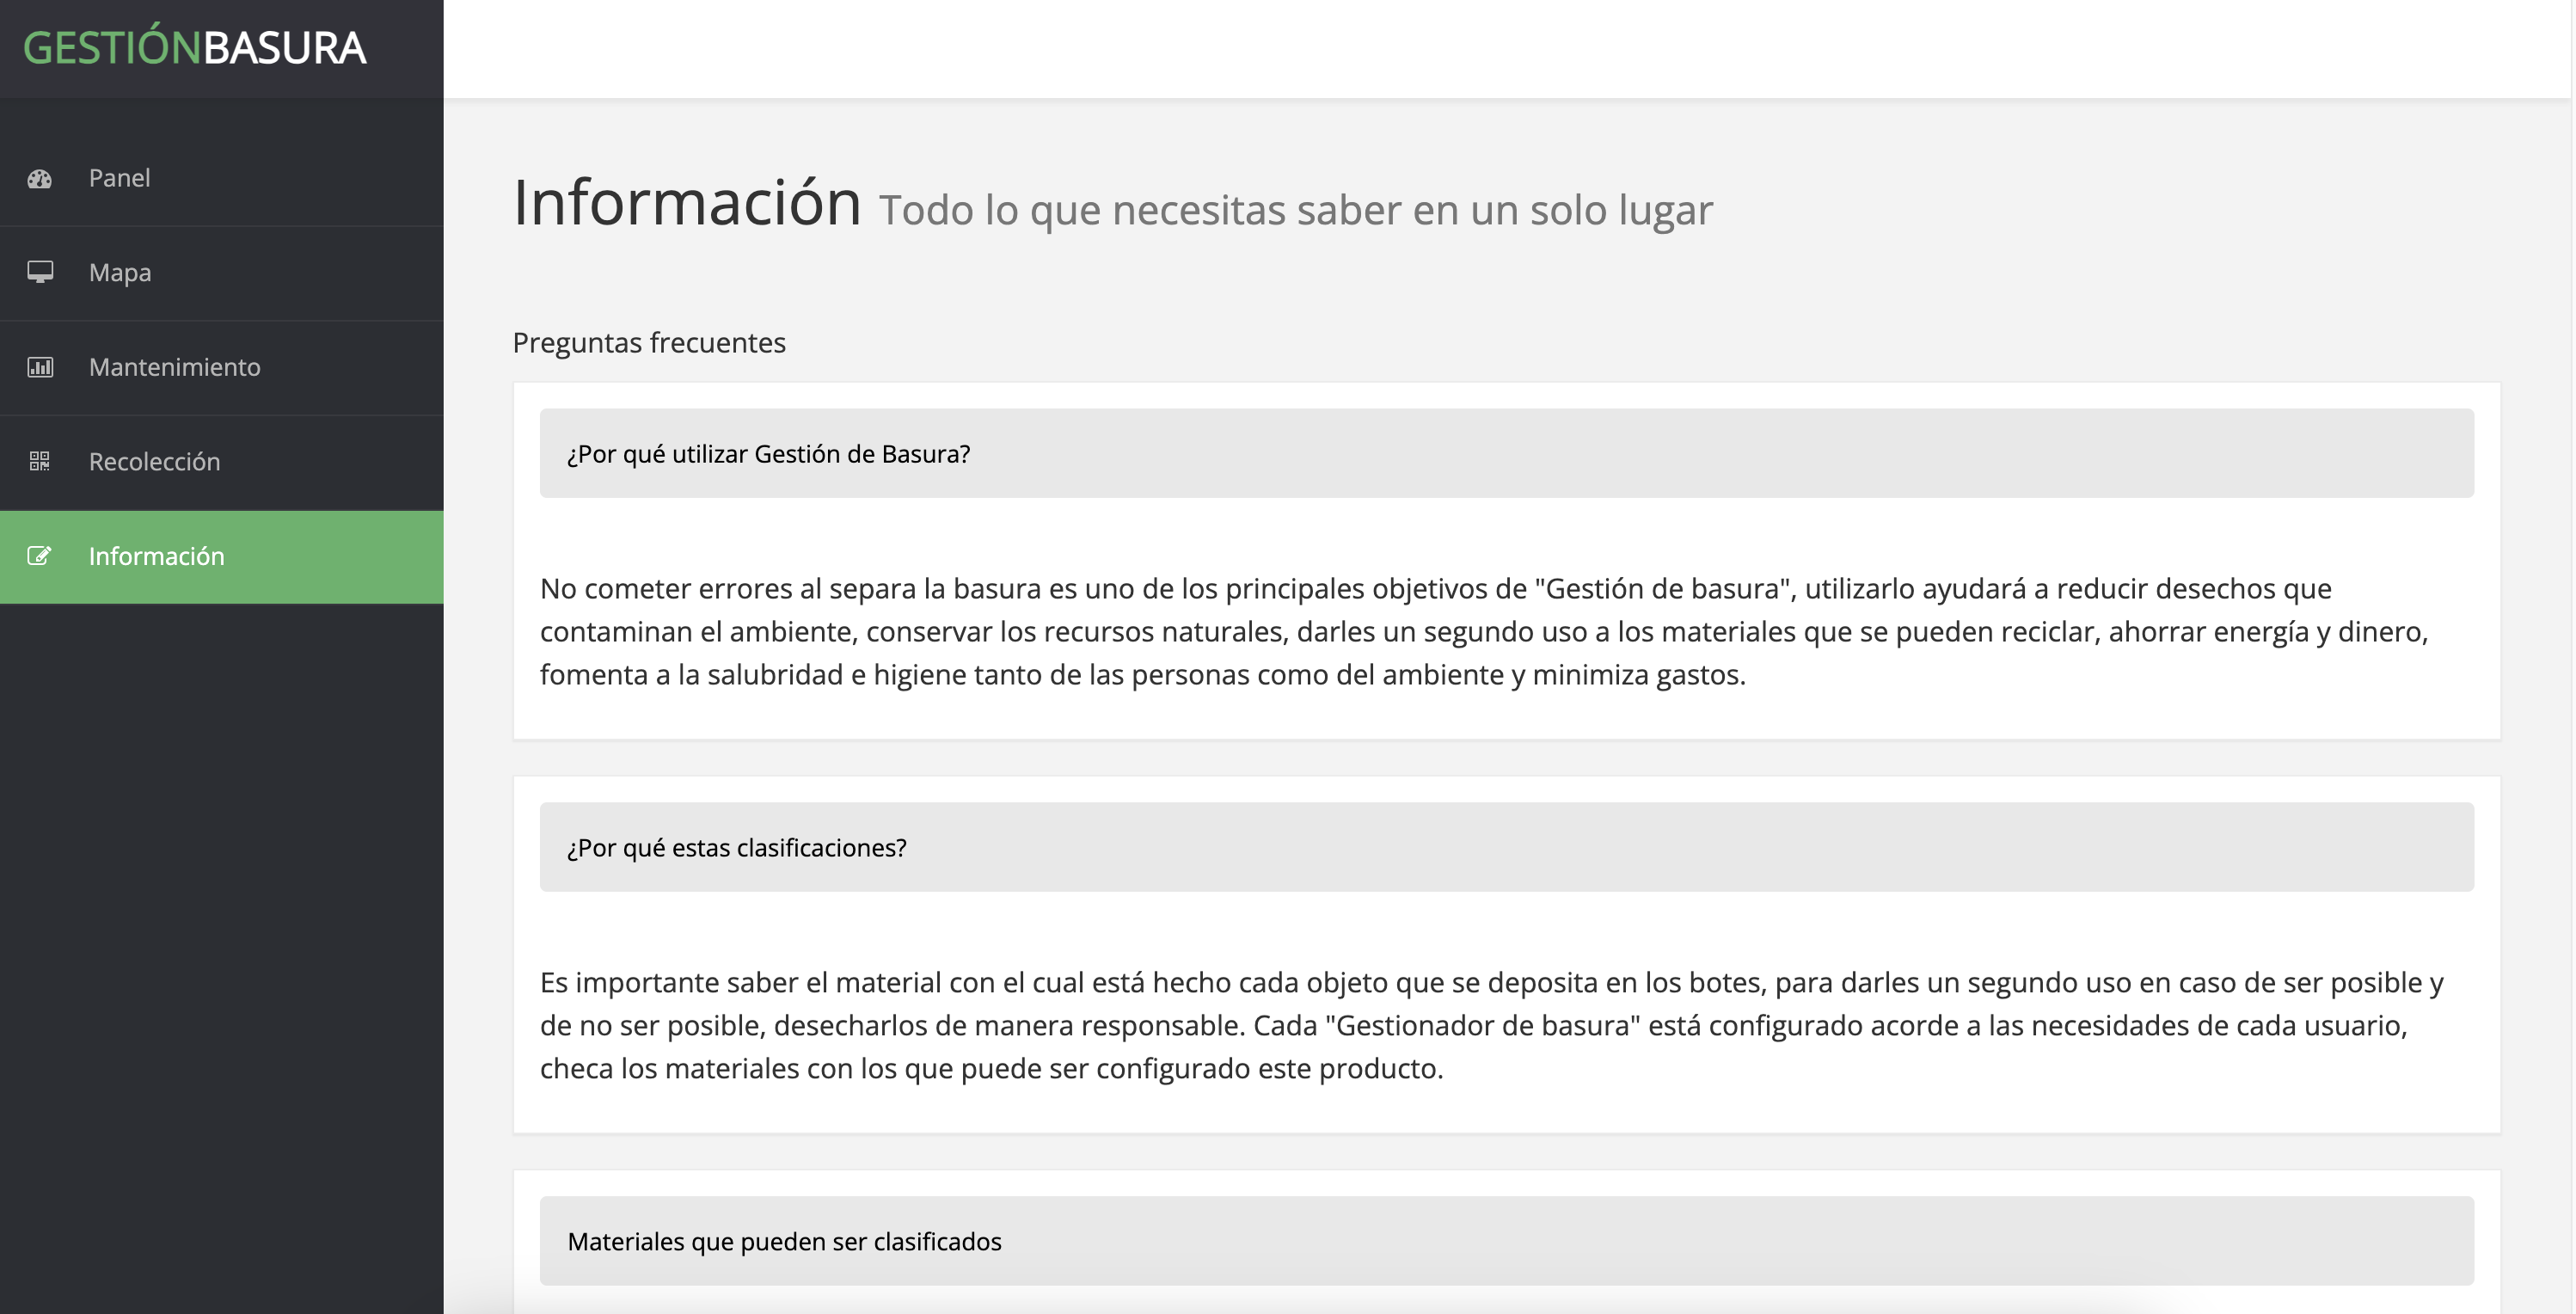 GESTIÓNBASURA
Panel
Mapa
Mantenimiento
Recolección
Información
Información Todo lo que necesitas saber en un solo lugar
Preguntas frecuentes
¿Por qué utilizar Gestión de Basura?
No cometer errores al separa la basura es uno de los principales objetivos de "Gestión de basura", utilizarlo ayudará a reducir desechos que
contaminan el ambiente, conservar los recursos naturales, darles un segundo uso a los materiales que se pueden reciclar, ahorrar energía y dinero,
fomenta a la salubridad e higiene tanto de las personas como del ambiente y minimiza gastos.
¿Por qué estas clasificaciones?
Es importante saber el material con el cual está hecho cada objeto que se deposita en los botes, para darles un segundo uso en caso de ser posible y
de no ser posible, desecharlos de manera responsable. Cada "Gestionador de basura" está configurado acorde a las necesidades de cada usuario,
checa los materiales con los que puede ser configurado este producto.
Materiales que pueden ser clasificados